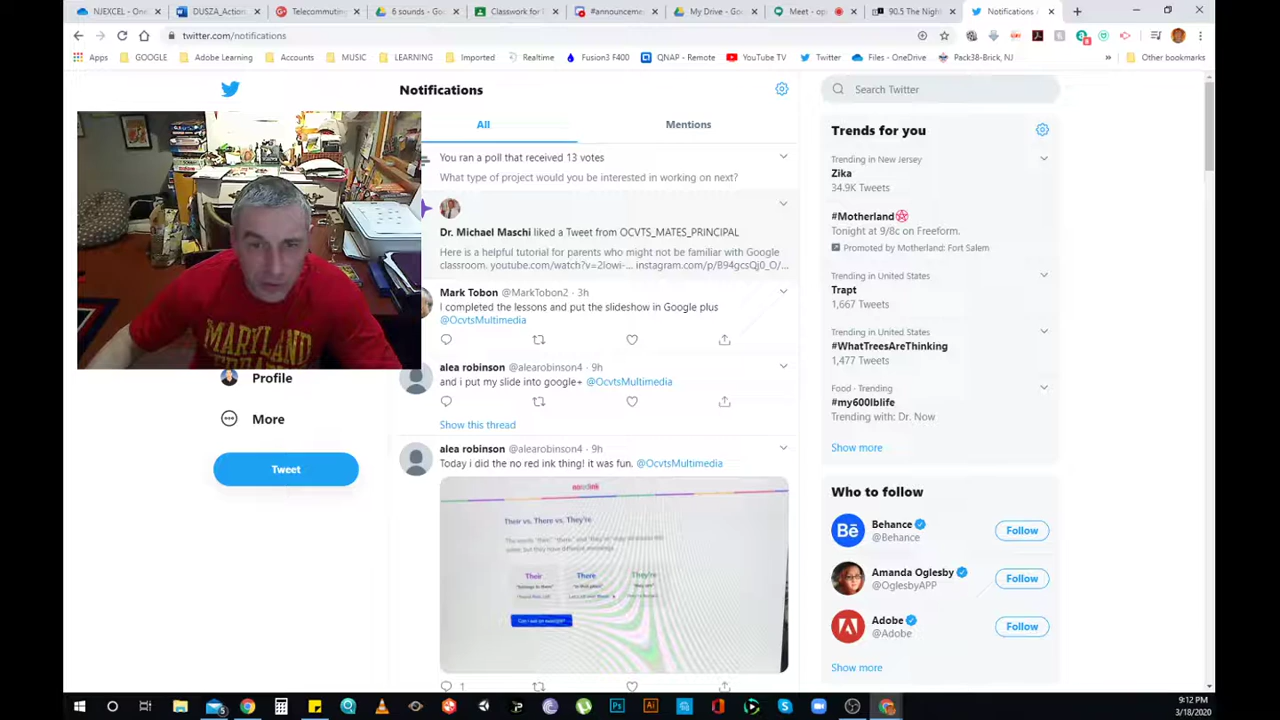 NJEXCEL - One
DUSZA_Action
Telecommuting
6 sounds - Go
Classwork for
#announceme
My Drive - Goo
Meet - op
90.5 The Night
Notifications
twitter.com/notifications
Apps
GOOGLE
Adobe Learning
Accounts
MUSIC
LEARNING
Imported
Realtime
Fusion3 F400
QNAP - Remote
YouTube TV
Twitter
Files - OneDrive
Pack38-Brick, NJ
»
Other bookmarks
Notifications
All
Mentions
You ran a poll that received 13 votes
What type of project would you be interested in working on next?
Dr. Michael Maschi liked a Tweet from OCVTS_MATES_PRINCIPAL
Here is a helpful tutorial for parents who might not be familiar with Google
classroom. youtube.com/watch?v=2Iowi-... instagram.com/p/B94gcsQj0_O/...
Mark Tobon @MarkTobon2 · 3h
I completed the lessons and put the slideshow in Google plus
@OcvtsMultimedia
alea robinson @alearobinson4 · 9h
and i put my slide into google+ @OcvtsMultimedia
Show this thread
alea robinson @alearobinson4 · 9h
Today i did the no red ink thing! it was fun. @OcvtsMultimedia
noredink
Their vs. There vs. They're
Their
There
They're
1
MARYLAND
Profile
More
Tweet
Search Twitter
Trends for you
Trending in New Jersey
Zika
34.9K Tweets
#Motherland
Tonight at 9/8c on Freeform.
Promoted by Motherland: Fort Salem
Trending in United States
Trapt
1,667 Tweets
Trending in United States
#WhatTreesAreThinking
1,477 Tweets
Food · Trending
#my600lblife
Trending with: Dr. Now
Show more
Who to follow
Behance
@Behance
Follow
Amanda Oglesby
@OglesbyAPP
Follow
Adobe
@Adobe
Follow
Show more
9:12 PM
3/18/2020